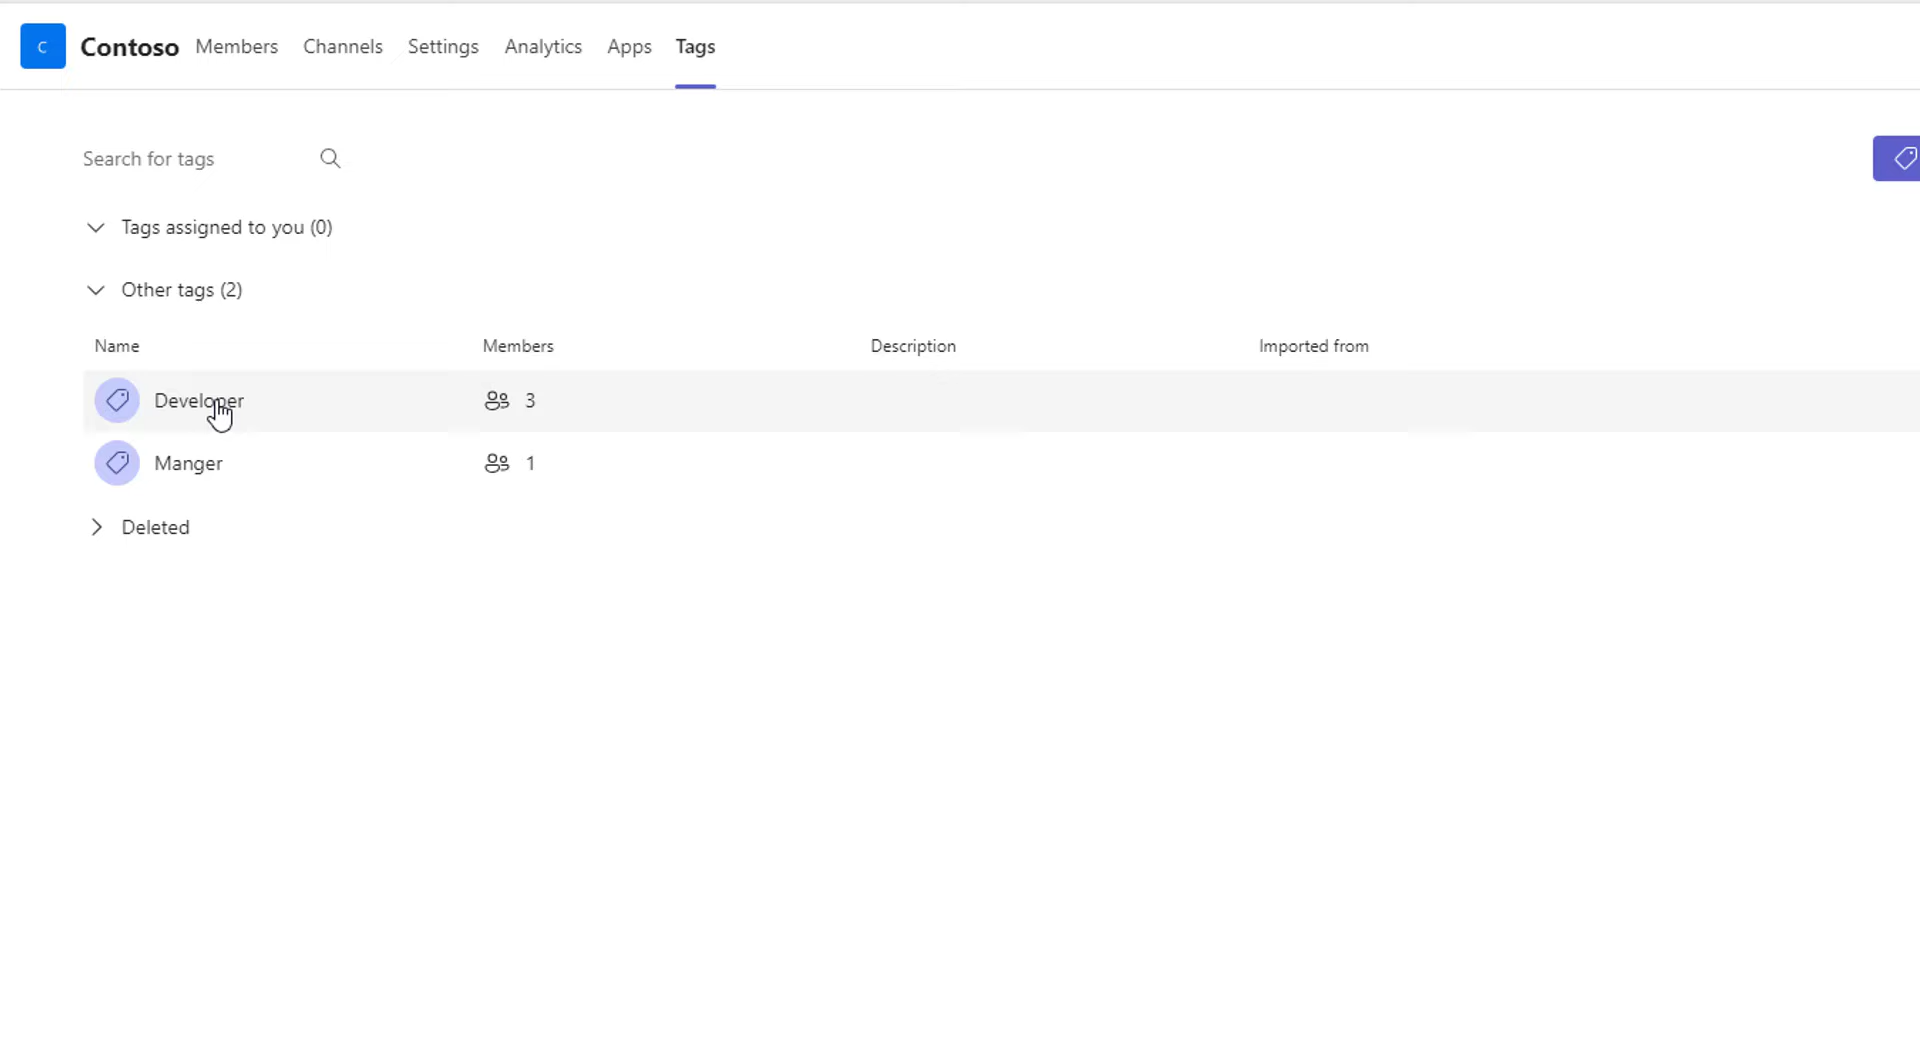 C Contoso Members Channels Settings Analytics Apps Tags
Search for tags
Tags assigned to you (0)
Other tags (2)
Name Members Description Imported from
Developer 3
Manger 1
Deleted